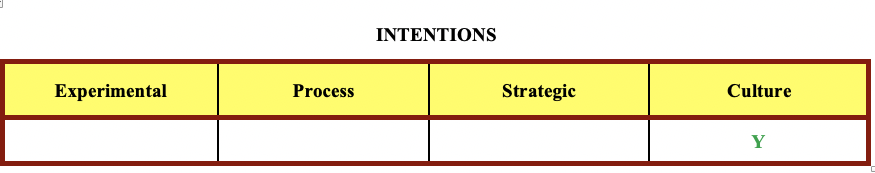 INTENTIONS
Experimental Process Strategic Culture
Y